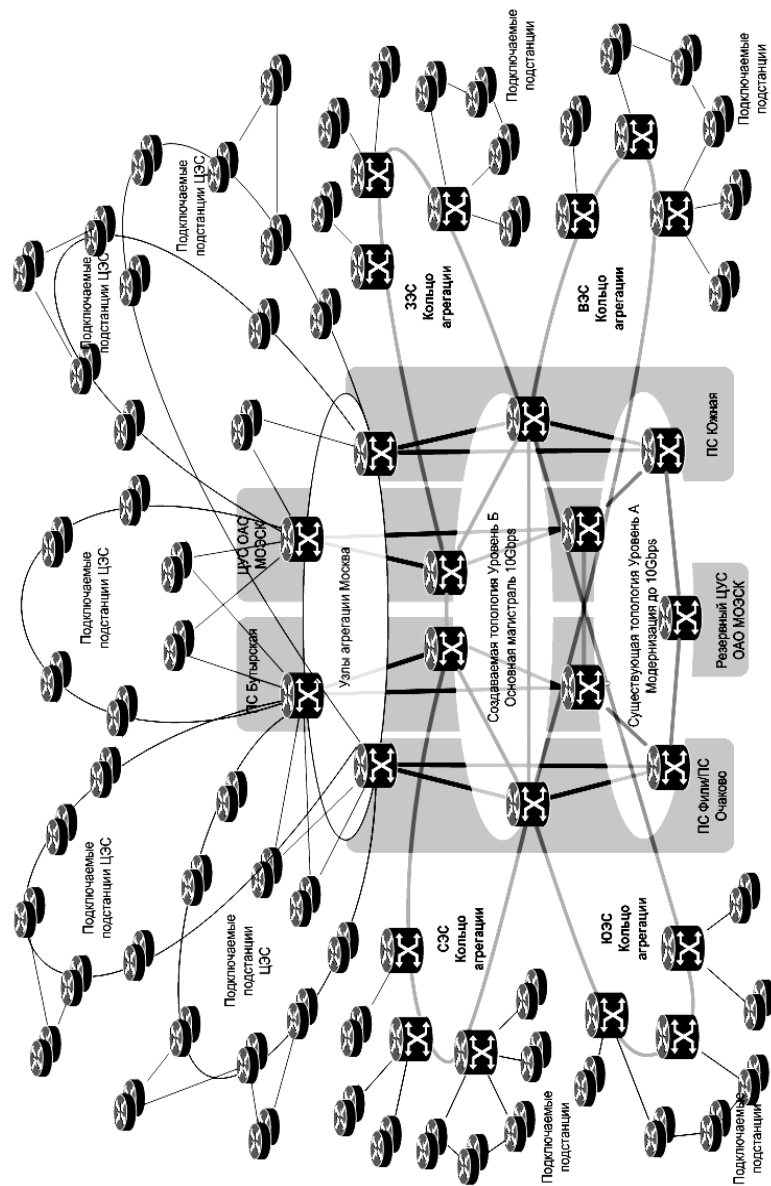 Подключаемые
подстанции ЦЭС
Подключаемые
подстанции ЦЭС
Подключаемые
подстанции ЦЭС
Подключаемые
подстанции ЦЭС
Подключаемые
подстанции
ЦЭС
ПС Бутырская
ЦУС ОАО
МОЭСК
Узлы агрегации Москва
СЭС
Кольцо
агрегации
ЗЭС
Кольцо
агрегации
Подключаемые
подстанции
Подключаемые
подстанции
Создаваемая топология Уровень Б
Основная магистраль 10Gbps
Существующая топология Уровень А
Модернизация до 10Gbps
ЮЭС
Кольцо
агрегации
ВЭС
Кольцо
агрегации
ПС Фили/ПС
Очаково
Резервный ЦУС
ОАО МОЭСК
ПС Южная
Подключаемые
подстанции
Подключаемые
подстанции